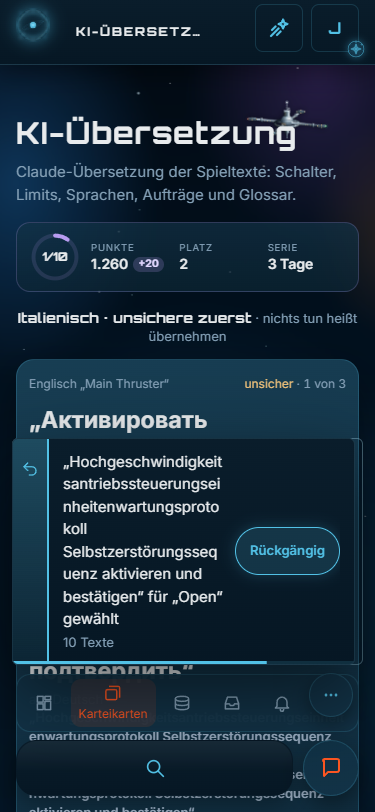 KI-ÜBERSETZ…
KI-Übersetzung
Claude-Übersetzung der Spieltexte: Schalter,
Limits, Sprachen, Aufträge und Glossar.
1/10
PUNKTE
1.260 +20
PLATZ
2
SERIE
3 Tage
Italienisch · unsichere zuerst · nichts tun heißt
übernehmen
Englisch „Main Thruster“
unsicher · 1 von 3
„Активировать
„Hochgeschwindigkeit
santriebssteuerungsei
nheitenwartungsproto
koll
Selbstzerstörungsseq
uenz aktivieren und
bestätigen“ für „Open“
gewählt
10 Texte
Rückgängig
подтвердить“
Karteikarten
enwartungsprotokoll Selbstzerstörungssequenz
aktivieren und bestätigen“